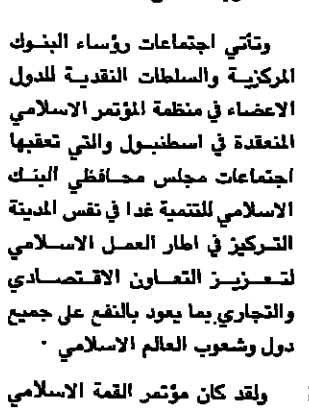 وتأتي اجتماعات رؤساء البنوك
المركزية والسلطات النقدية للدول
الاعضاء في منظمة المؤتمر الاسلامي
المنعقدة في اسطنبول والتي تعقبها
اجتماعات مجلس محافظي البنك
الاسلامي للتنمية غدا في نفس المدينة
التركيز في اطار العمل الاسلامي
لتعزيز التعاون الاقتصادي
والتجاري بما يعود بالنفع على جميع
دول وشعوب العالم الاسلامي ٠
ولقد كان مؤتمر القمة الاسلامي